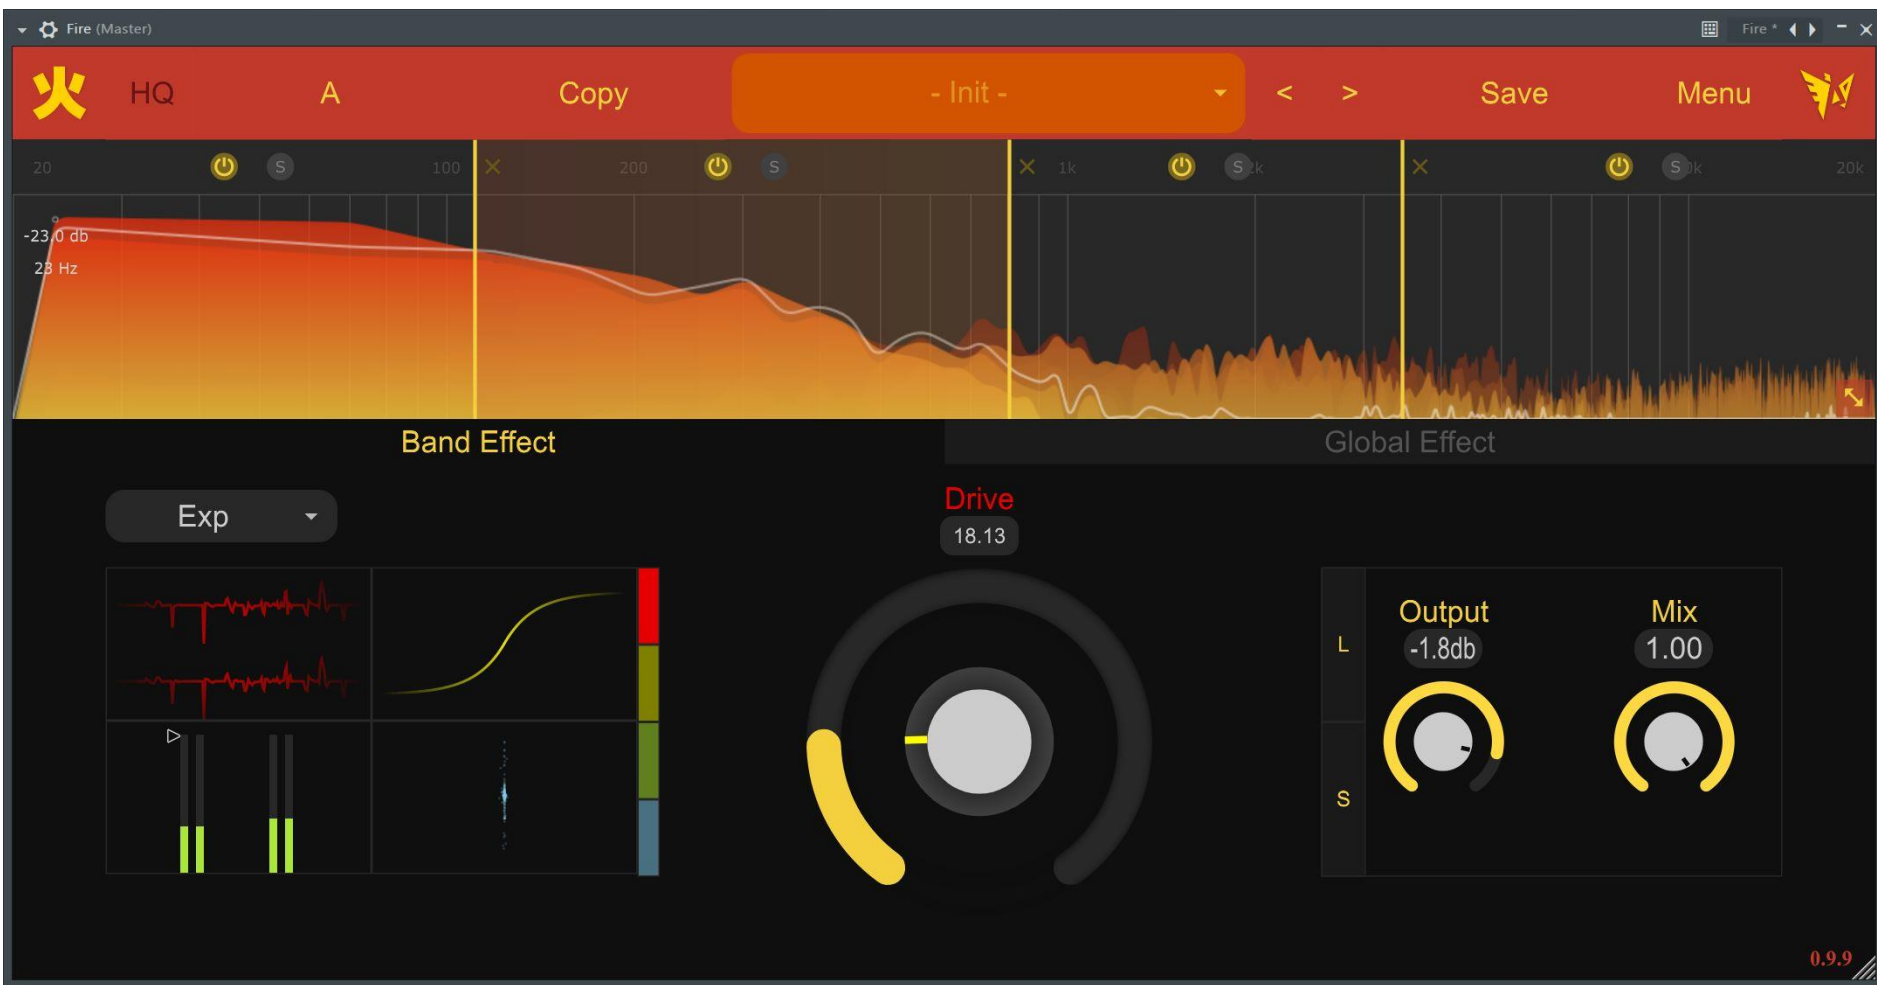 Fire (Master)
Fire *
火
HQ
A
Copy
- Init -
<
>
Save
Menu
20
S
100
200
S
1k
S
S
20k
-23.0 db
23 Hz
Band Effect
Global Effect
Exp
Drive
18.13
L
S
Output
-1.8db
Mix
1.00
0.9.9